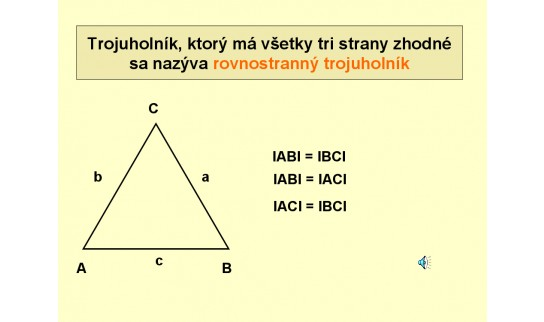 Trojuholník, ktorý má všetky tri strany zhodné
sa nazýva rovnostranný trojuholník
C
b
a
IABI = IBCI
IABI = IACI
IACI = IBCI
c
A
B